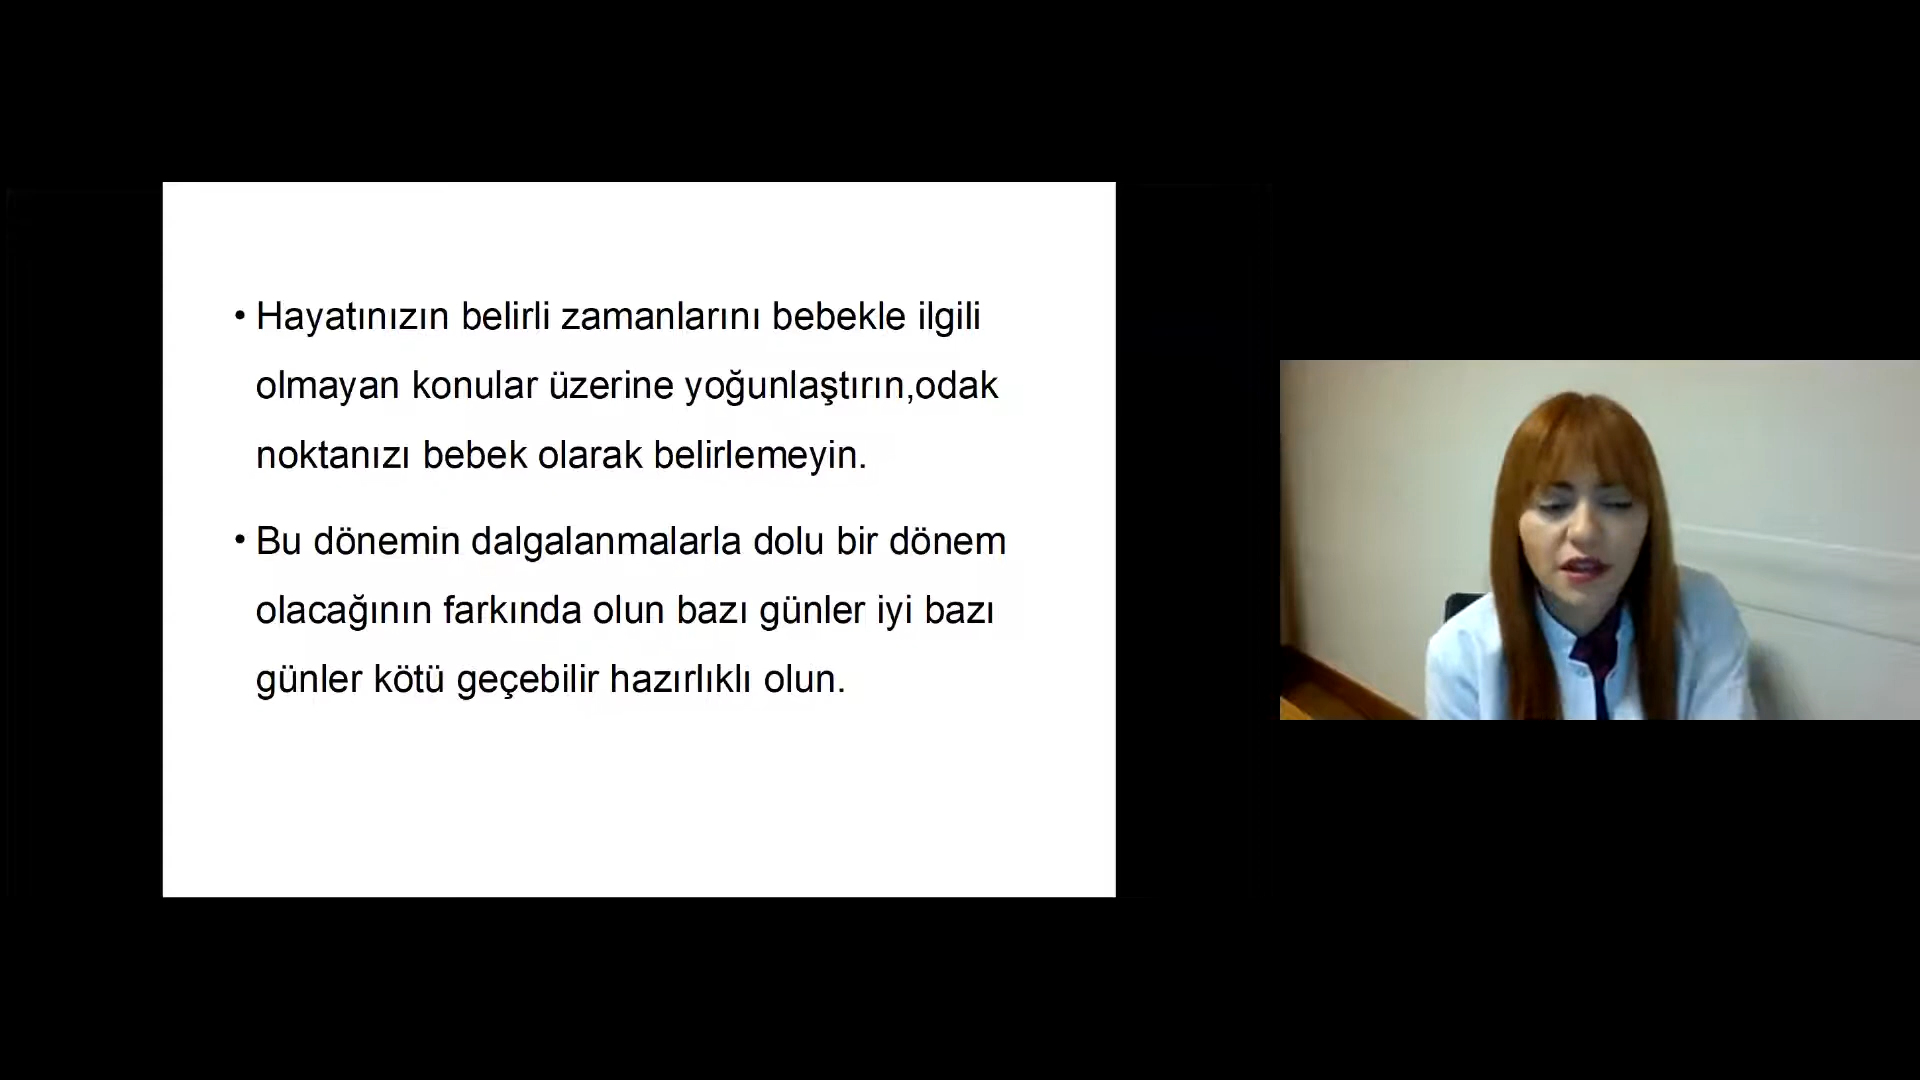 • Hayatınızın belirli zamanlarını bebekle ilgili
olmayan konular üzerine yoğunlaştırın,odak
noktanızı bebek olarak belirlemeyin.
• Bu dönemin dalgalanmalarla dolu bir dönem
olacağının farkında olun bazı günler iyi bazı
günler kötü geçebilir hazırlıklı olun.